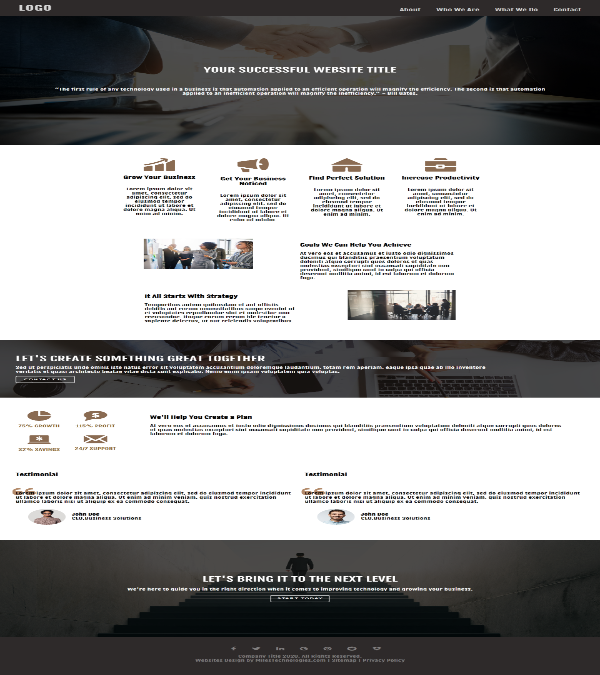 LOGO
About Who We Are What We Do Contact
YOUR SUCCESSFUL WEBSITE TITLE
"The first rule of any technology used in a business is that automation applied to an efficient operation will magnify the efficiency. The second is that automation
applied to an inefficient operation will magnify the inefficiency." – Bill Gates.
Grow Your Business
Lorem ipsum dolor sit
amet, consectetur
adipiscing elit, sed do
eiusmod tempor
incididunt ut labore et
dolore magna aliqua. Ut
enim ad minim.
Get Your Business
Noticed
Lorem ipsum dolor sit
amet, consectetur
adipiscing elit, sed do
eiusmod tempor
incididunt ut labore et
dolore magna aliqua. Ut
enim ad minim.
Find Perfect Solution
Lorem ipsum dolor sit
amet, consectetur
adipiscing elit, sed do
eiusmod tempor
incididunt ut labore et
dolore magna aliqua. Ut
enim ad minim.
Increase Productivity
Lorem ipsum dolor sit
amet, consectetur
adipiscing elit, sed do
eiusmod tempor
incididunt ut labore et
dolore magna aliqua. Ut
enim ad minim.
Goals We Can Help You Achieve
At vero eos et accusamus et iusto odio dignissimos
ducimus qui blanditiis praesentium voluptatum
deleniti atque corrupti quos dolores et quas
molestias excepturi sint occaecati cupiditate non
provident, similique sunt in culpa qui officia
deserunt mollitia animi, id est laborum et dolorum
fuga.
It All Starts With Strategy
Temporibus autem quibusdam et aut officiis
debitis aut rerum necessitatibus saepe eveniet ut
et voluptates repudiandae sint et molestiae non
recusandae. Itaque earum rerum hic tenetur a
sapiente delectus, ut aut reiciendis voluptatibus
LET'S CREATE SOMETHING GREAT TOGETHER
Sed ut perspiciatis unde omnis iste natus error sit voluptatem accusantium doloremque laudantium, totam rem aperiam, eaque ipsa quae ab illo inventore
veritatis et quasi architecto beatae vitae dicta sunt explicabo. Nemo enim ipsam voluptatem quia voluptas.
CONTACT US
75% GROWTH
115% PROFIT
37% SAVINGS
24/7 SUPPORT
We'll Help You Create a Plan
At vero eos et accusamus et iusto odio dignissimos ducimus qui blanditiis praesentium voluptatum deleniti atque corrupti quos dolores
et quas molestias excepturi sint occaecati cupiditate non provident, similique sunt in culpa qui officia deserunt mollitia animi, id est
laborum et dolorum fuga.
Testimonial
Lorem ipsum dolor sit amet, consectetur adipiscing elit, sed do eiusmod tempor incididunt
ut labore et dolore magna aliqua. Ut enim ad minim veniam, quis nostrud exercitation
ullamco laboris nisi ut aliquip ex ea commodo
John Doe
CEO,Business Solutions
Testimonial
Lorem ipsum dolor sit amet, consectetur adipiscing elit, sed do eiusmod tempor incididunt
ut labore et dolore magna aliqua. Ut enim ad minim veniam, quis nostrud exercitation
ullamco laboris nisi ut aliquip ex ea commodo
John Doe
CEO,Business Solutions
LET'S BRING IT TO THE NEXT LEVEL
We're here to guide you in the right direction when it comes to improving technology and growing your business.
START TODAY
Company Title 2020. All Rights Reserved.
Websites Design by MilesTechnologies.com | Sitemap | Privacy Policy